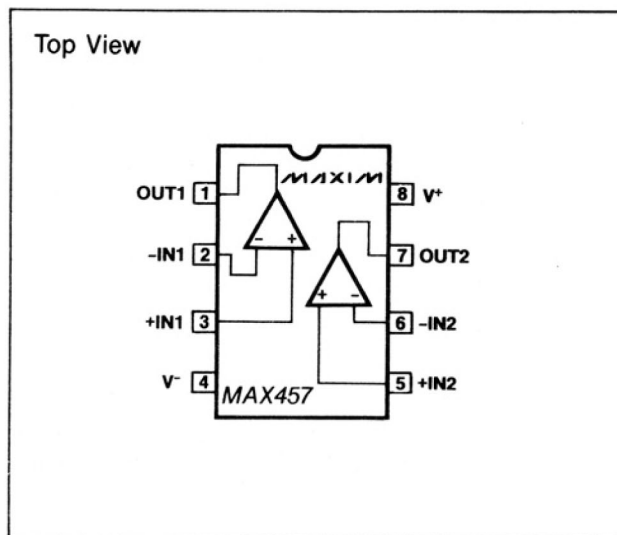 Top View
MAXIM
OUT1 1
8 V+
-IN1 2
7 OUT2
- +
+IN1 3
+ -
6 -IN2
V- 4
5 +IN2
MAX457